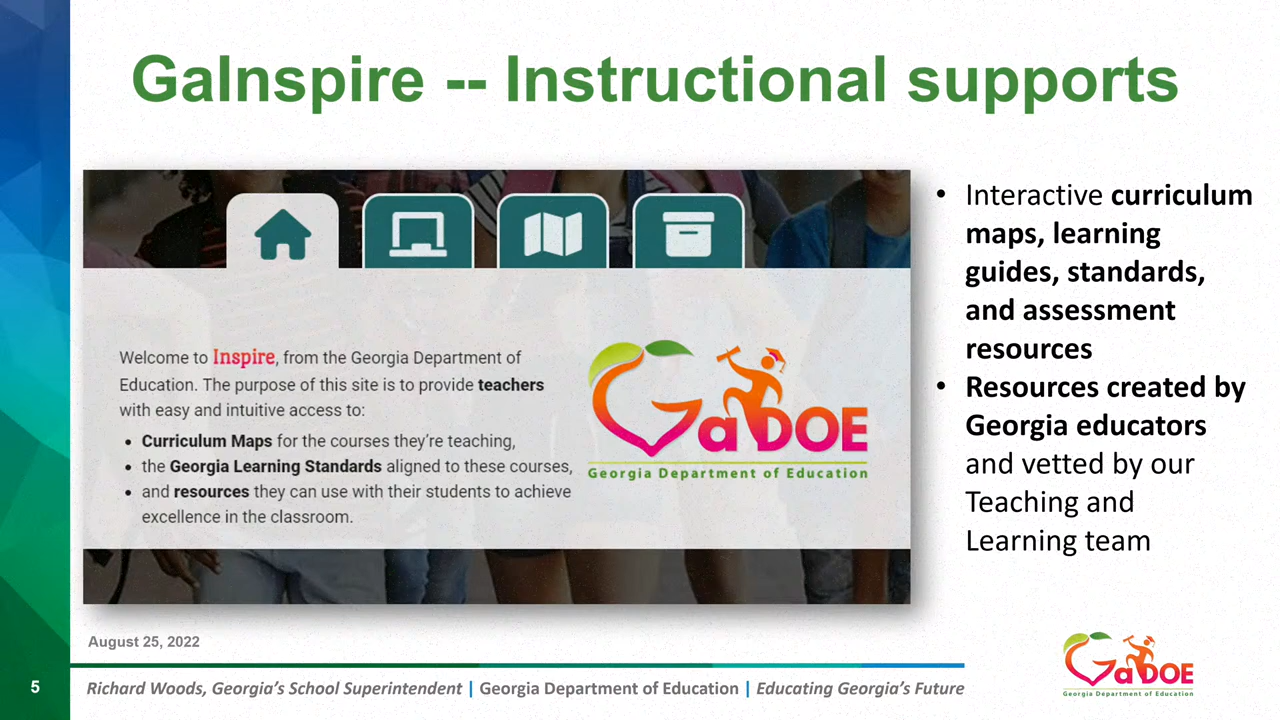 GaInspire -- Instructional supports
Welcome to Inspire, from the Georgia Department of
Education. The purpose of this site is to provide teachers
with easy and intuitive access to:
• Curriculum Maps for the courses they're teaching,
• the Georgia Learning Standards aligned to these courses,
• and resources they can use with their students to achieve
excellence in the classroom.
GaDOE
Georgia Department of Education
• Interactive curriculum
maps, learning
guides, standards,
and assessment
resources
• Resources created by
Georgia educators
and vetted by our
Teaching and
Learning team
August 25, 2022
5
Richard Woods, Georgia's School Superintendent | Georgia Department of Education | Educating Georgia's Future
GaDOE
Georgia Department of Education